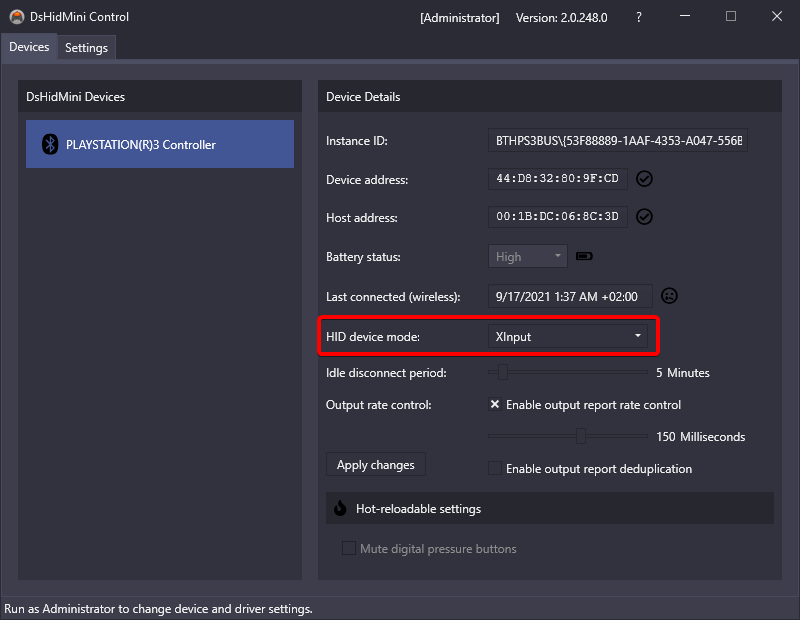 DsHidMini Control [Administrator] Version: 2.0.248.0 ?
Devices Settings
DsHidMini Devices
PLAYSTATION(R)3 Controller
Device Details
Instance ID: BTHPS3BUS\{53F88889-1AAF-4353-A047-556B
Device address: 44:D8:32:80:9F:CD
Host address: 00:1B:DC:06:8C:3D
Battery status: High
Last connected (wireless): 9/17/2021 1:37 AM +02:00
HID device mode: XInput
Idle disconnect period: 5 Minutes
Output rate control: Enable output report rate control
150 Milliseconds
Apply changes Enable output report deduplication
Hot-reloadable settings
Mute digital pressure buttons
Run as Administrator to change device and driver settings.